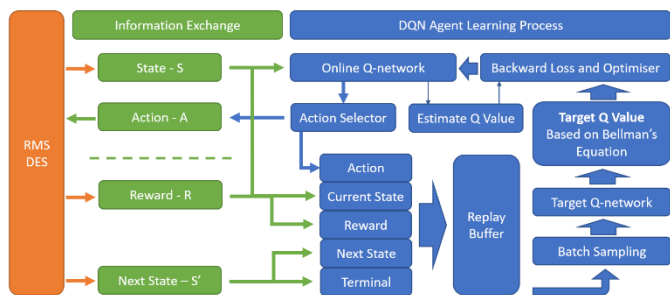 Information Exchange
DQN Agent Learning Process
RMS
DES
State - S
Online Q-network
Backward Loss and Optimiser
Action - A
Action Selector
Estimate Q Value
Target Q Value
Based on Bellman's
Equation
Action
Reward - R
Current State
Reward
Replay
Buffer
Target Q-network
Next State
Batch Sampling
Next State – S'
Terminal